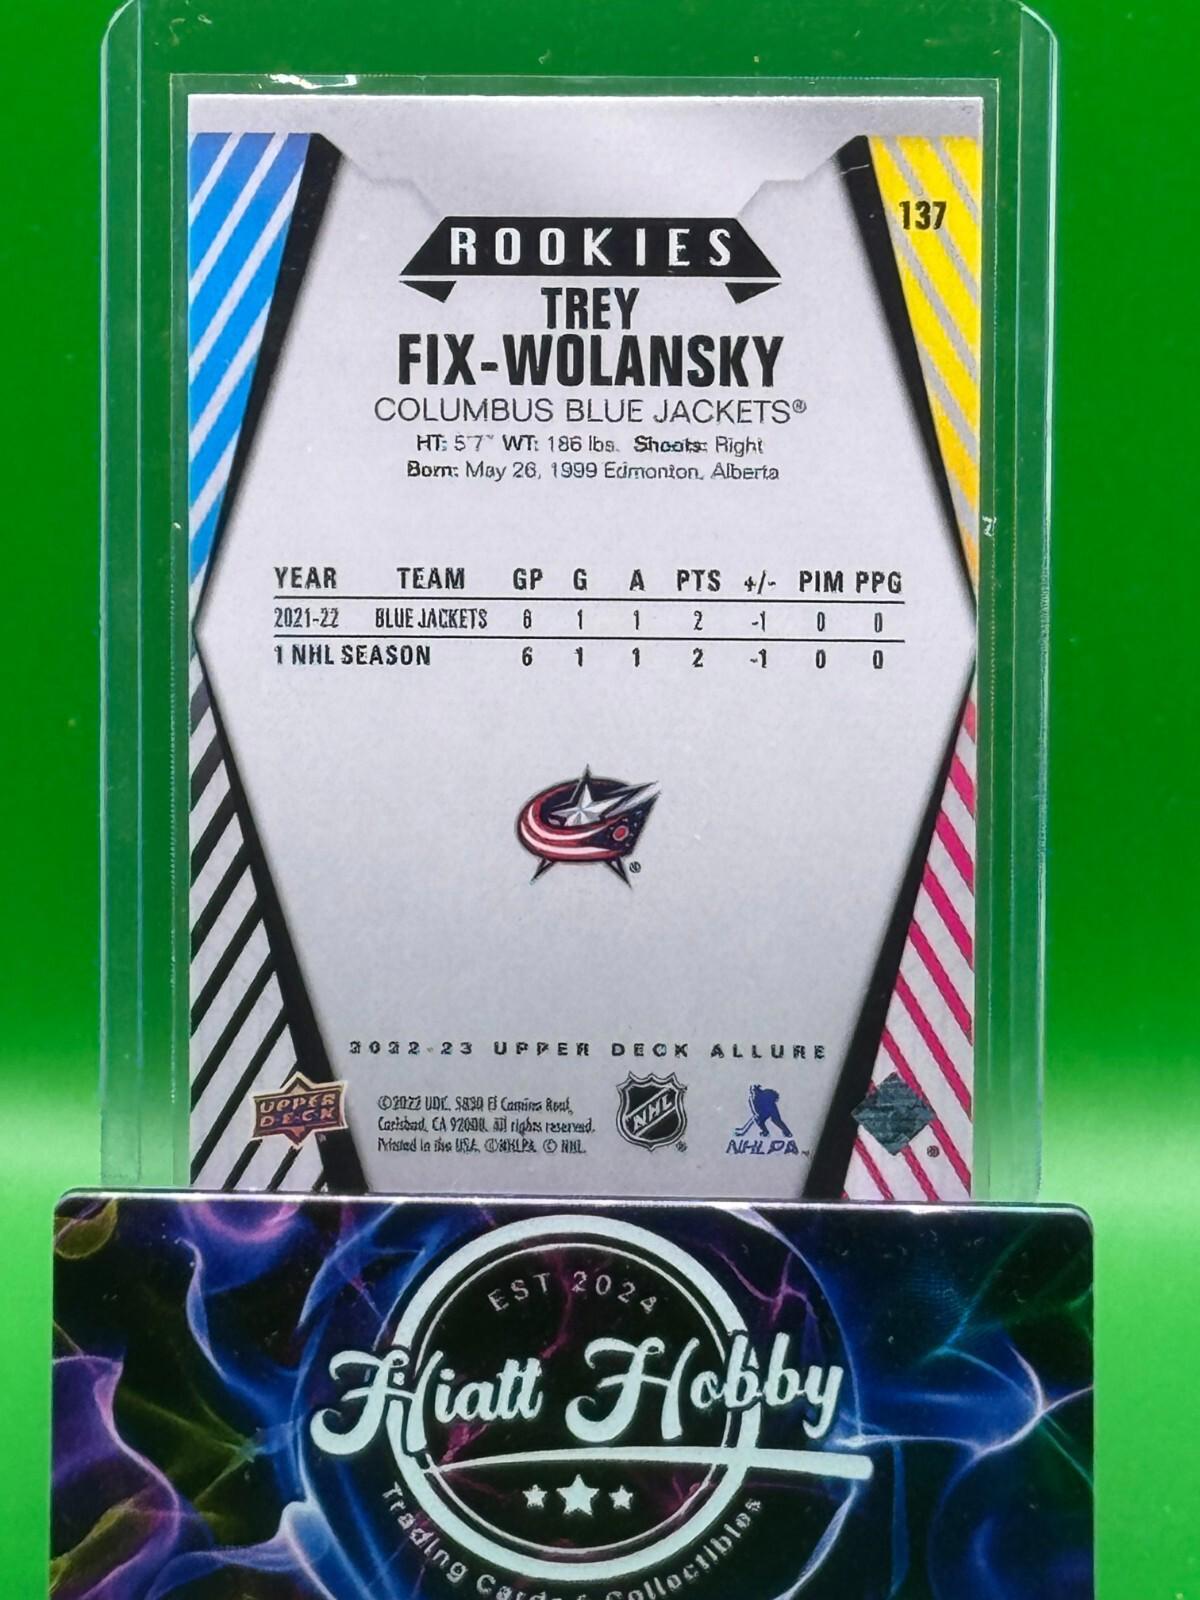 137
ROOKIES
TREY
FIX-WOLANSKY
COLUMBUS BLUE JACKETS®
HT: 5'7" WT: 186 lbs. Shoots: Right
Born: May 26, 1999 Edmonton, Alberta
YEAR TEAM GP G A PTS +/- PIM PPG
2021-22 BLUE JACKETS 6 1 1 2 -1 0 0
1 NHL SEASON 6 1 1 2 -1 0 0
2022-23 UPPER DECK ALLURE
UPPER
DECK
©2022 UDC. 5830 El Camino Real,
Carlsbad, CA 92008. All rights reserved.
Printed in the USA. ©NHLPA. © NHL.
NHL
NHLPA
EST 2024
Hiatt Hobby
Trading Cards & Collectibles